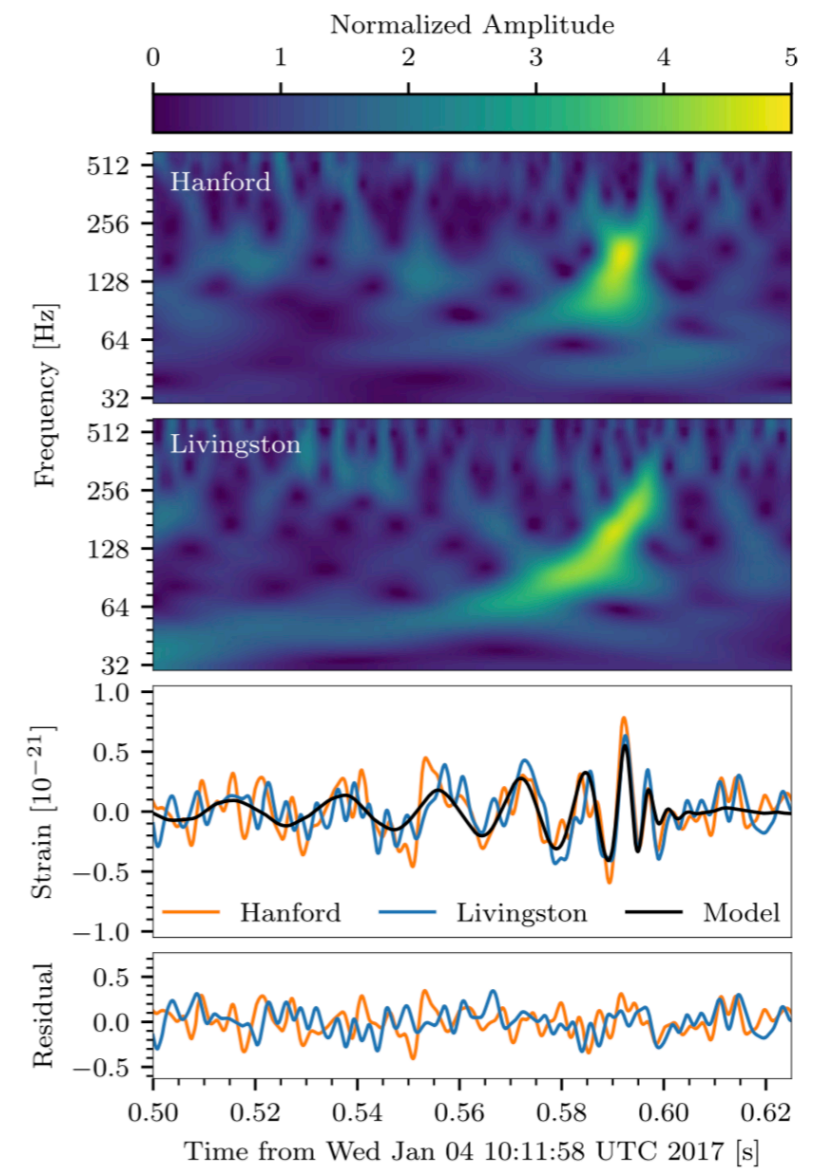 Normalized Amplitude
0 1 2 3 4 5
Hanford
512
256
128
64
32
Frequency [Hz]
Livingston
512
256
128
64
32
1.0
0.5
0.0
−0.5
−1.0
Strain [10⁻²¹]
Hanford Livingston Model
0.5
0.0
−0.5
Residual
0.50 0.52 0.54 0.56 0.58 0.60 0.62
Time from Wed Jan 04 10:11:58 UTC 2017 [s]